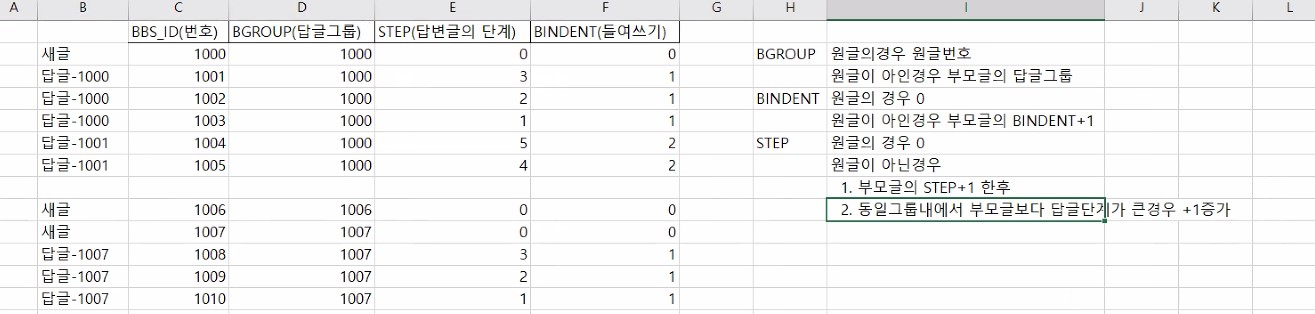 A B C D E F G H I J K L
BBS_ID(번호) BGROUP(답글그룹) STEP(답변글의 단계) BINDENT(들여쓰기)
새글 1000 1000 0 0 BGROUP 원글의경우 원글번호
답글-1000 1001 1000 3 1 원글이 아인경우 부모글의 답글그룹
답글-1000 1002 1000 2 1 BINDENT 원글의 경우 0
답글-1000 1003 1000 1 1 원글이 아인경우 부모글의 BINDENT+1
답글-1001 1004 1000 5 2 STEP 원글의 경우 0
답글-1001 1005 1000 4 2 원글이 아닌경우
1. 부모글의 STEP+1 한후
새글 1006 1006 0 0 2. 동일그룹내에서 부모글보다 답글단계가 큰경우 +1증가
새글 1007 1007 0 0
답글-1007 1008 1007 3 1
답글-1007 1009 1007 2 1
답글-1007 1010 1007 1 1